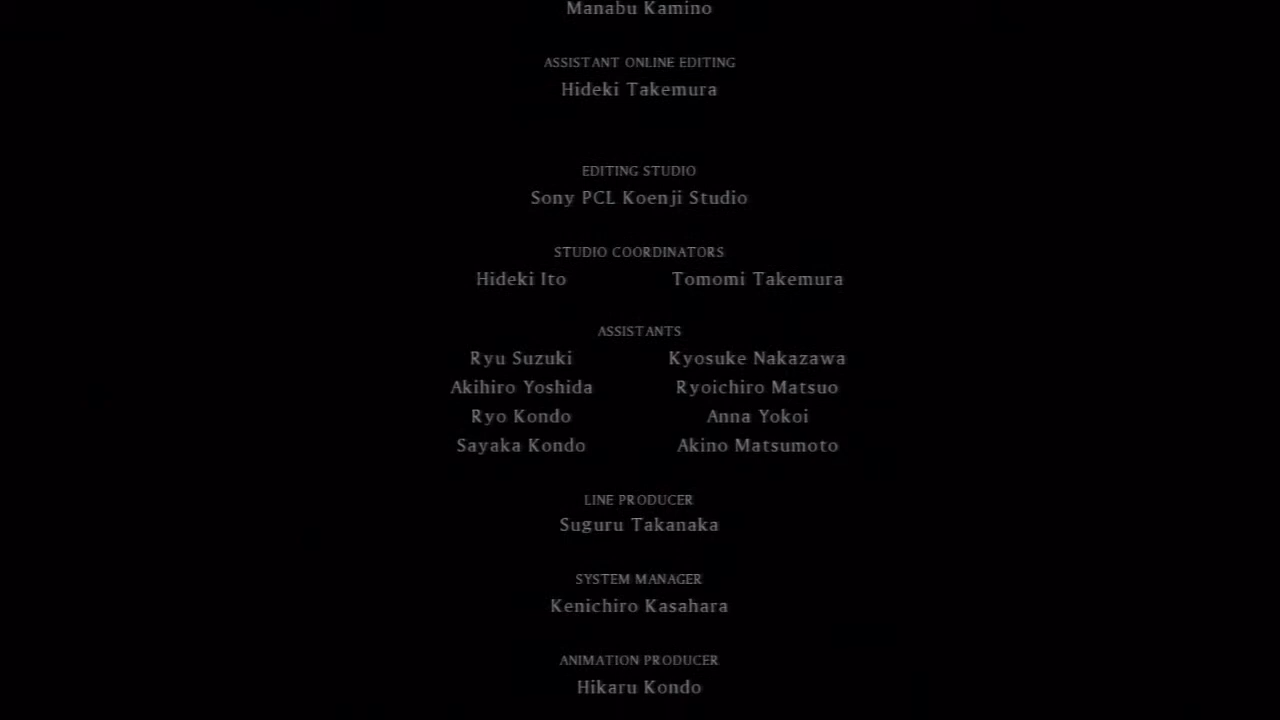 Manabu Kamino
ASSISTANT ONLINE EDITING
Hideki Takemura
EDITING STUDIO
Sony PCL Koenji Studio
STUDIO COORDINATORS
Hideki Ito Tomomi Takemura
ASSISTANTS
Ryu Suzuki Kyosuke Nakazawa
Akihiro Yoshida Ryoichiro Matsuo
Ryo Kondo Anna Yokoi
Sayaka Kondo Akino Matsumoto
LINE PRODUCER
Suguru Takanaka
SYSTEM MANAGER
Kenichiro Kasahara
ANIMATION PRODUCER
Hikaru Kondo